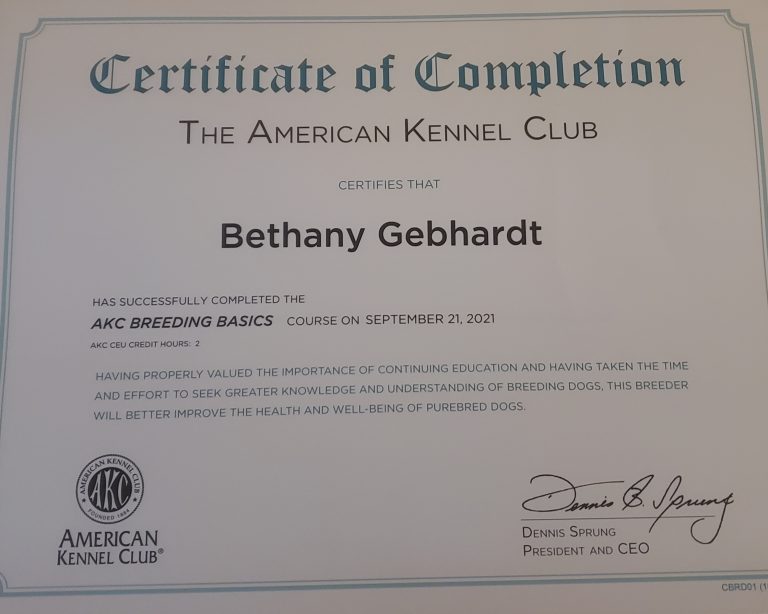 Certificate of Completion
THE AMERICAN KENNEL CLUB
CERTIFIES THAT
Bethany Gebhardt
HAS SUCCESSFULLY COMPLETED THE
AKC BREEDING BASICS COURSE ON SEPTEMBER 21, 2021
AKC CEU CREDIT HOURS: 2
HAVING PROPERLY VALUED THE IMPORTANCE OF CONTINUING EDUCATION AND HAVING TAKEN THE TIME
AND EFFORT TO SEEK GREATER KNOWLEDGE AND UNDERSTANDING OF BREEDING DOGS, THIS BREEDER
WILL BETTER IMPROVE THE HEALTH AND WELL-BEING OF PUREBRED DOGS.
AMERICAN KENNEL CLUB
AKC
FOUNDED 1884
AMERICAN
KENNEL CLUB®
Dennis B. Sprung
DENNIS SPRUNG
PRESIDENT AND CEO
CBRD01